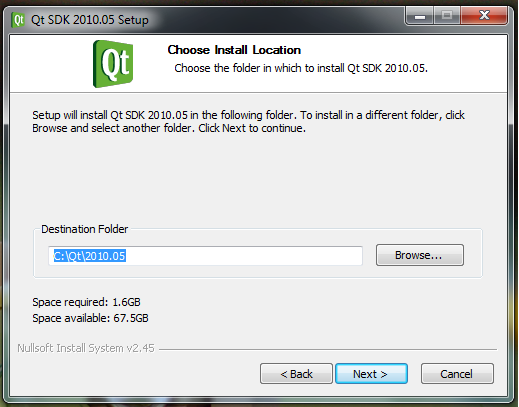 Qt Qt SDK 2010.05 Setup
Qt
Choose Install Location
Choose the folder in which to install Qt SDK 2010.05.
Setup will install Qt SDK 2010.05 in the following folder. To install in a different folder, click
Browse and select another folder. Click Next to continue.
Destination Folder
C:\Qt\2010.05
Browse...
Space required: 1.6GB
Space available: 67.5GB
Nullsoft Install System v2.45
< Back
Next >
Cancel